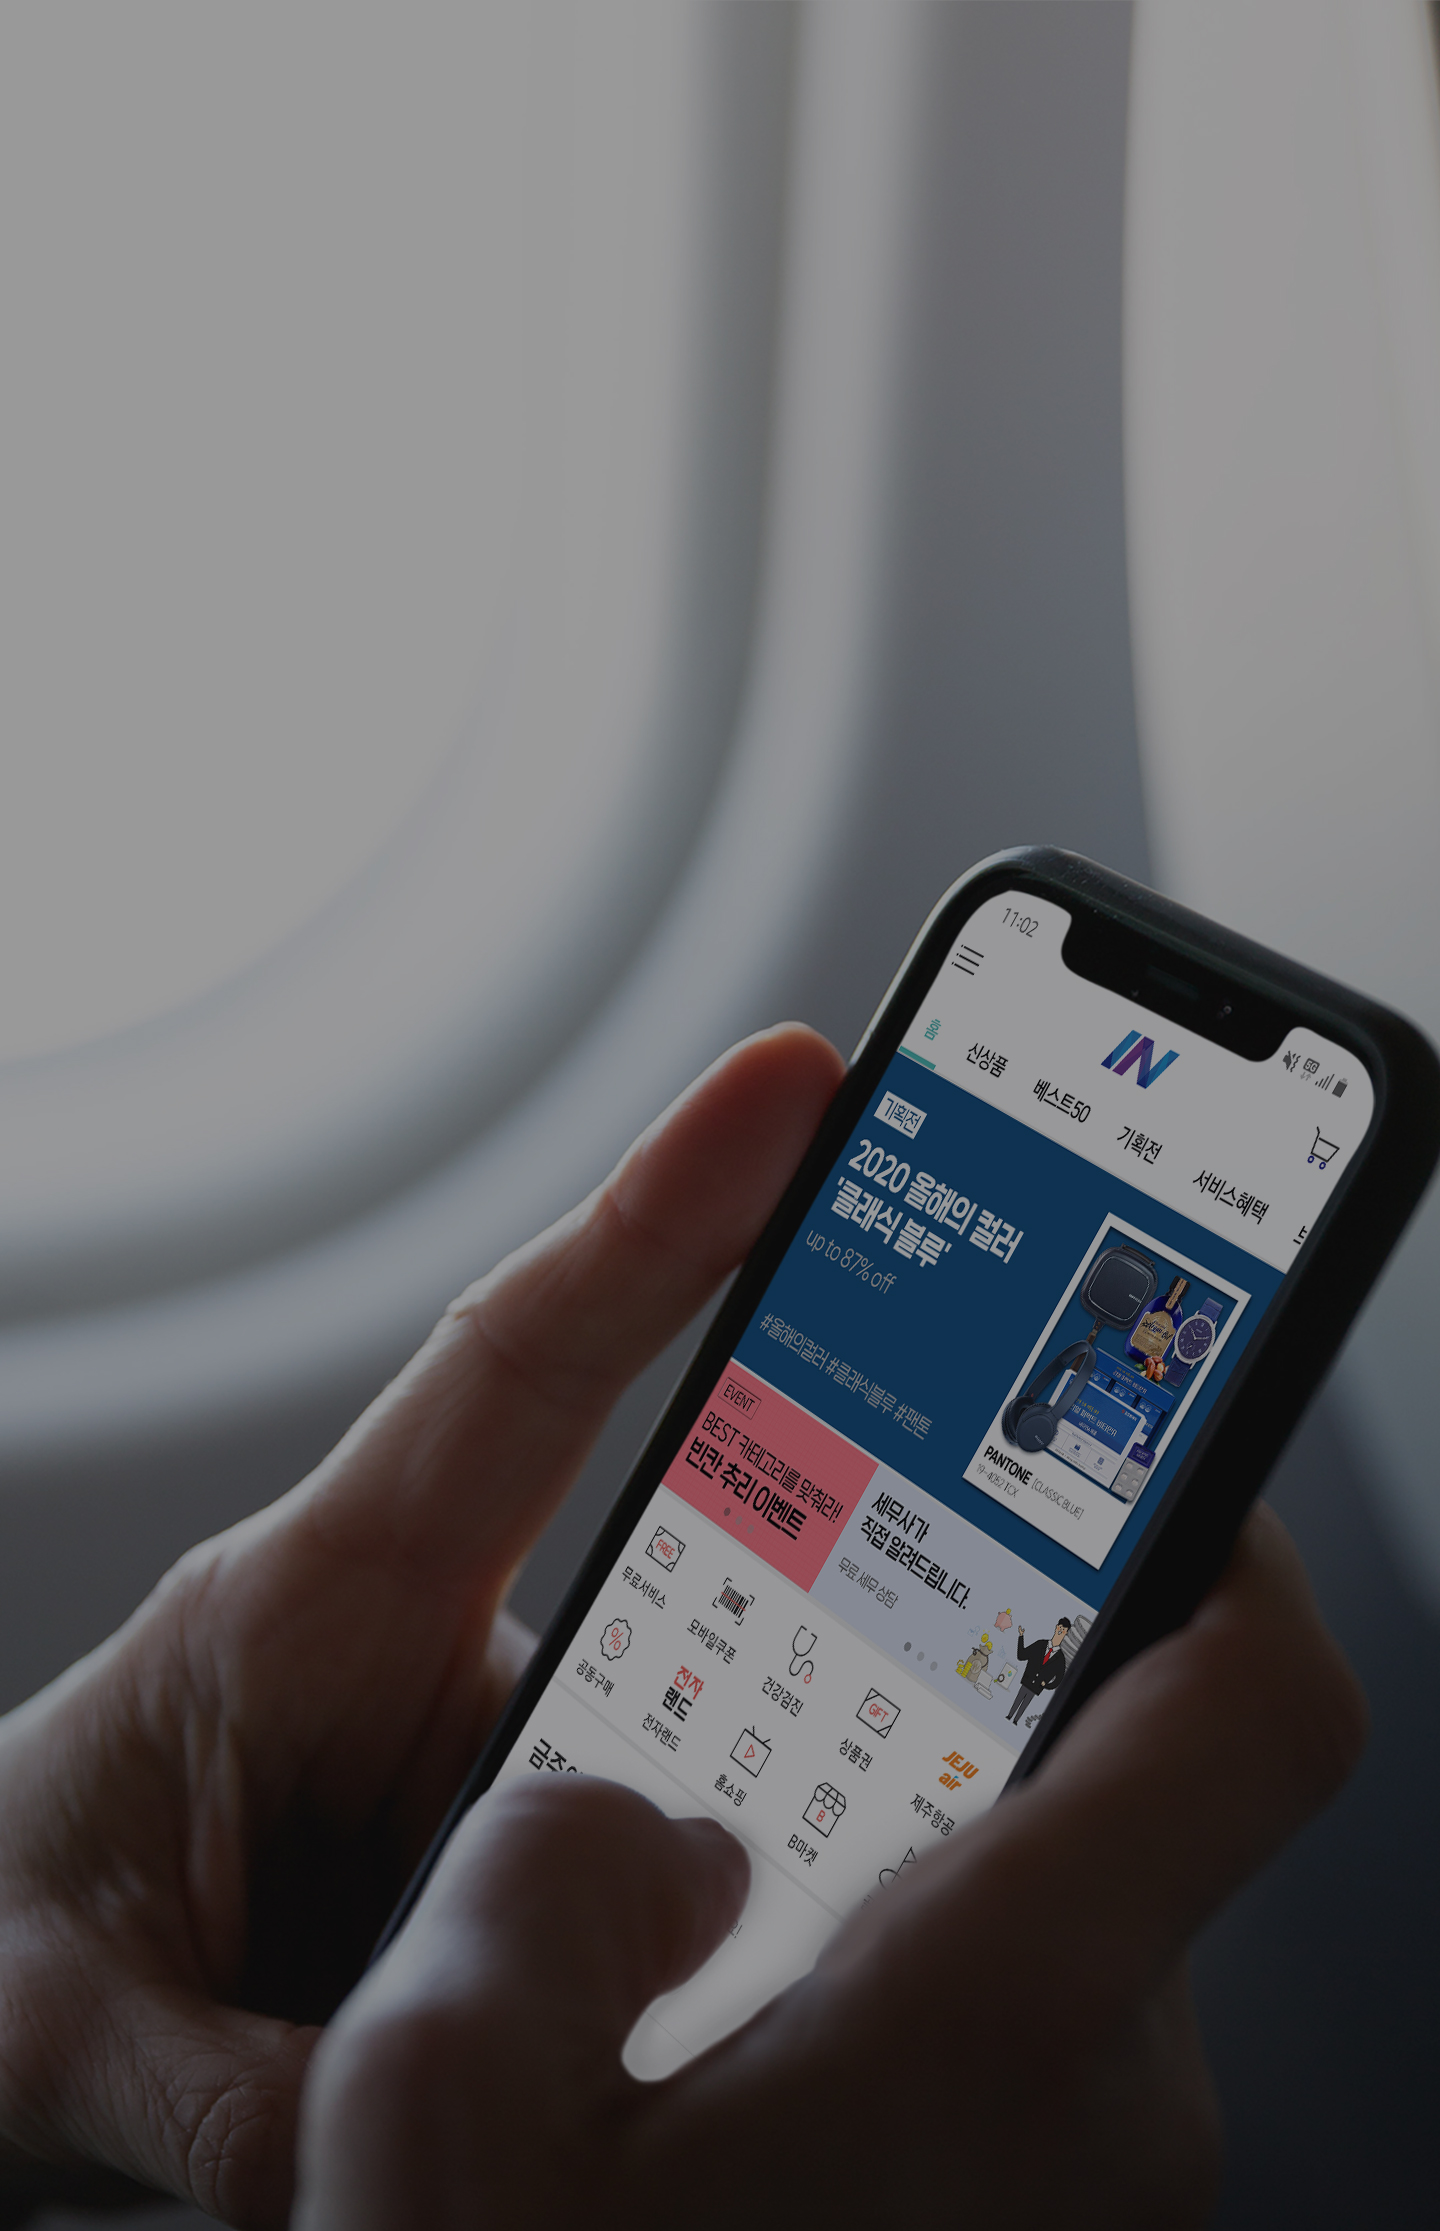 11:02
IN
홈 신상품 베스트50 기획전 서비스혜택
기획전
2020 올해의 컬러
'클래식 블루'
up to 87% off
#올해의컬러 #클래식블루 #팬톤
PANTONE [CLASSIC BLUE]
19-4052 TCX
EVENT
BEST 카테고리를 맞춰라!
빈칸 추리 이벤트
세무사가
직접 알려드립니다.
무료 세무 상담
FREE
무료서비스
모바일쿠폰
건강검진
GIFT
상품권
JEJU
air
제주항공
%
공동구매
전자
랜드
전자랜드
홈쇼핑
B
B마켓
금주